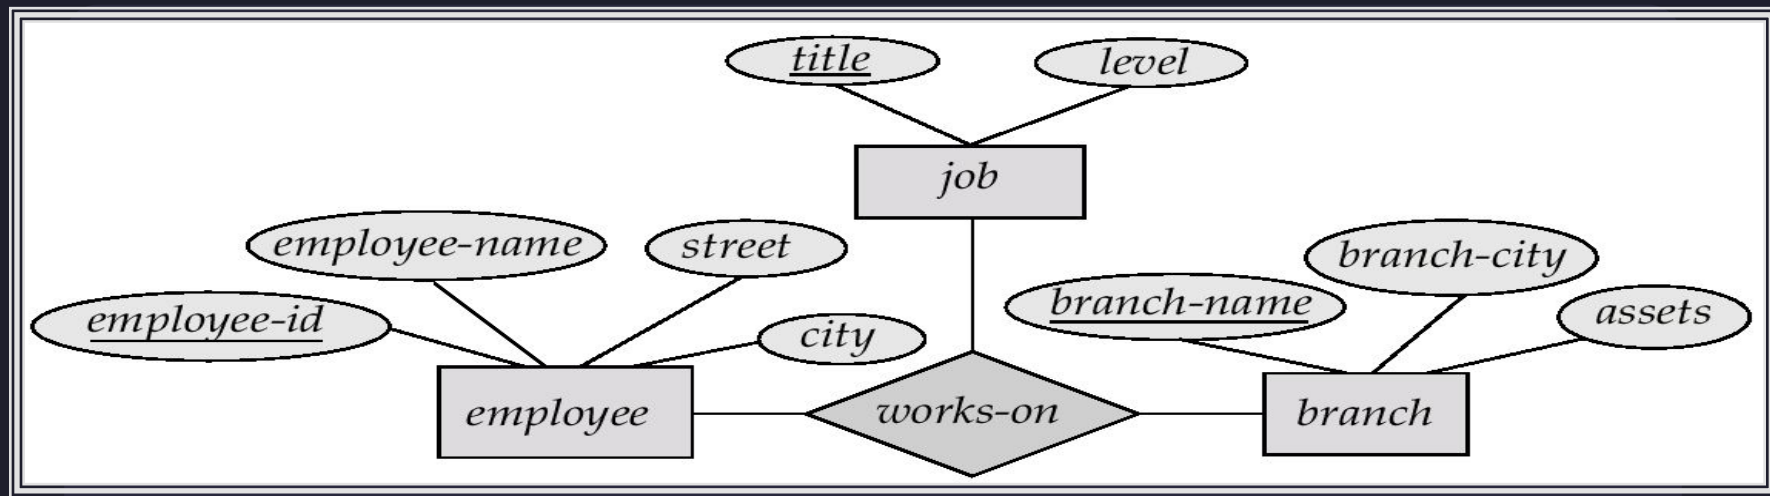 title
level
job
employee-name
street
branch-city
employee-id
branch-name
assets
city
employee
works-on
branch